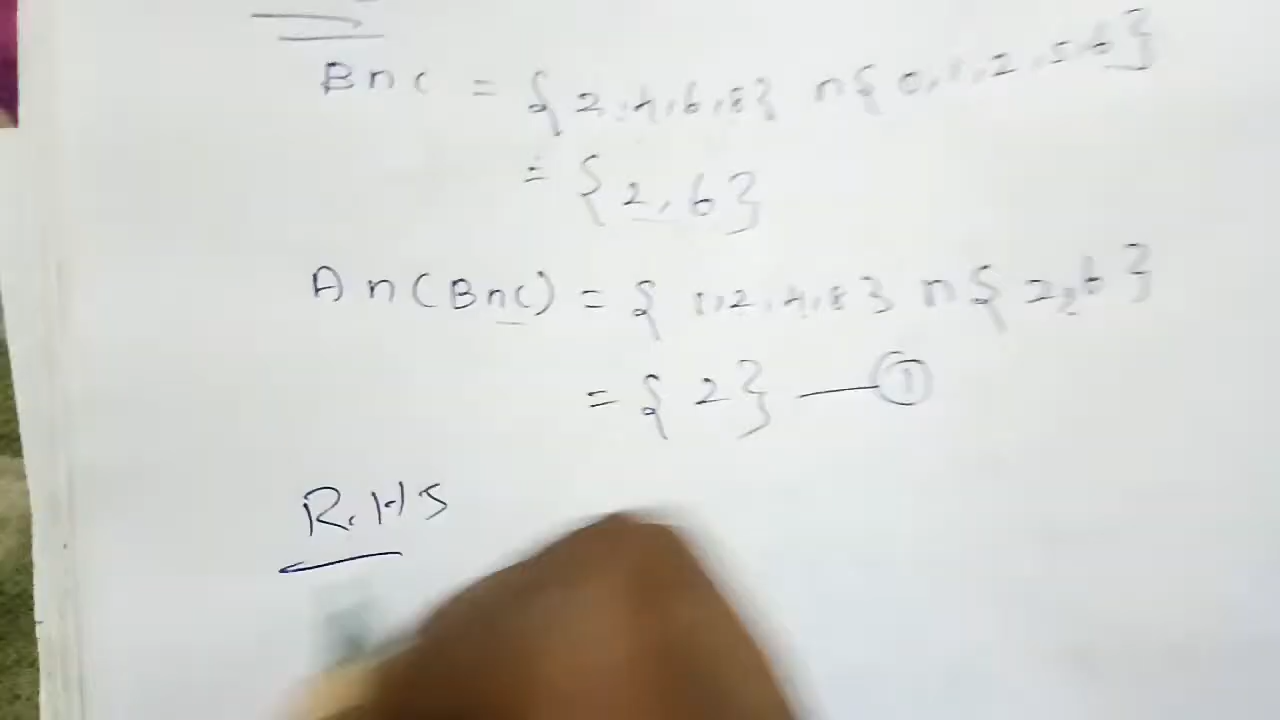 B∩C = {2,4,6,8} ∩ {0,1,2,5,6}
= {2,6}
A∩(B∩C) = {1,2,4,8} ∩ {2,6}
= {2} — ①
R.H.S